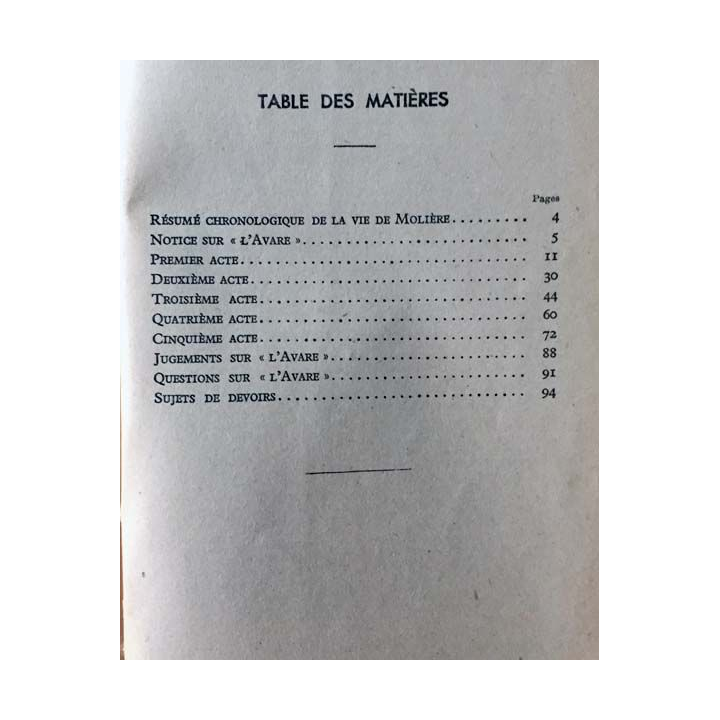 TABLE DES MATIÈRES
Pages
RÉSUMÉ CHRONOLOGIQUE DE LA VIE DE MOLIÈRE......... 4
NOTICE SUR « L'AVARE »........................ 5
PREMIER ACTE.............................. 11
DEUXIÈME ACTE............................. 30
TROISIÈME ACTE............................ 44
QUATRIÈME ACTE............................ 60
CINQUIÈME ACTE............................ 72
JUGEMENTS SUR « L'AVARE »..................... 88
QUESTIONS SUR « L'AVARE »..................... 91
SUJETS DE DEVOIRS.......................... 94